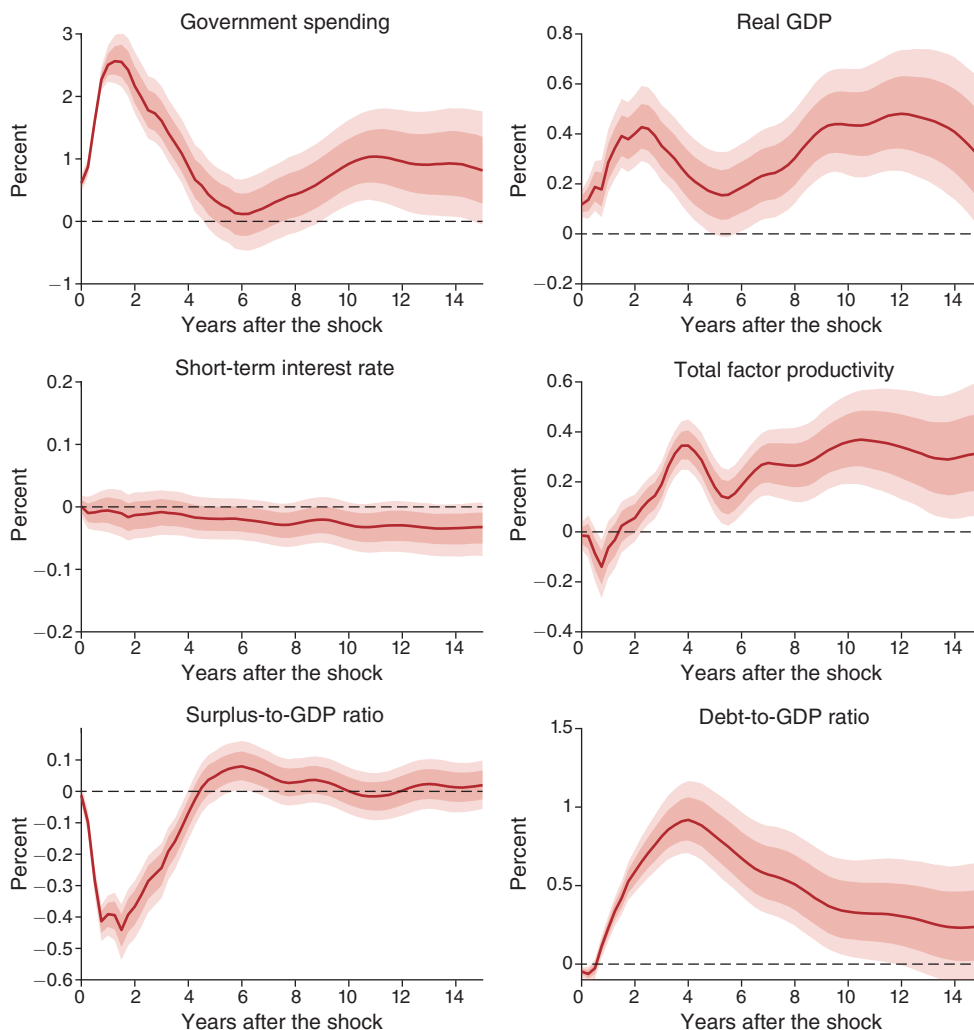 Government spending
3
2
1
0
−1
Percent
0 2 4 6 8 10 12 14
Years after the shock
Real GDP
0.8
0.6
0.4
0.2
0
−0.2
Percent
0 2 4 6 8 10 12 14
Years after the shock
Short-term interest rate
0.2
0.1
0
−0.1
−0.2
Percent
0 2 4 6 8 10 12 14
Years after the shock
Total factor productivity
0.6
0.4
0.2
0
−0.2
−0.4
Percent
0 2 4 6 8 10 12 14
Years after the shock
Surplus-to-GDP ratio
0.1
0
−0.1
−0.2
−0.3
−0.4
−0.5
−0.6
Percent
0 2 4 6 8 10 12 14
Years after the shock
Debt-to-GDP ratio
1.5
1
0.5
0
Percent
0 2 4 6 8 10 12 14
Years after the shock